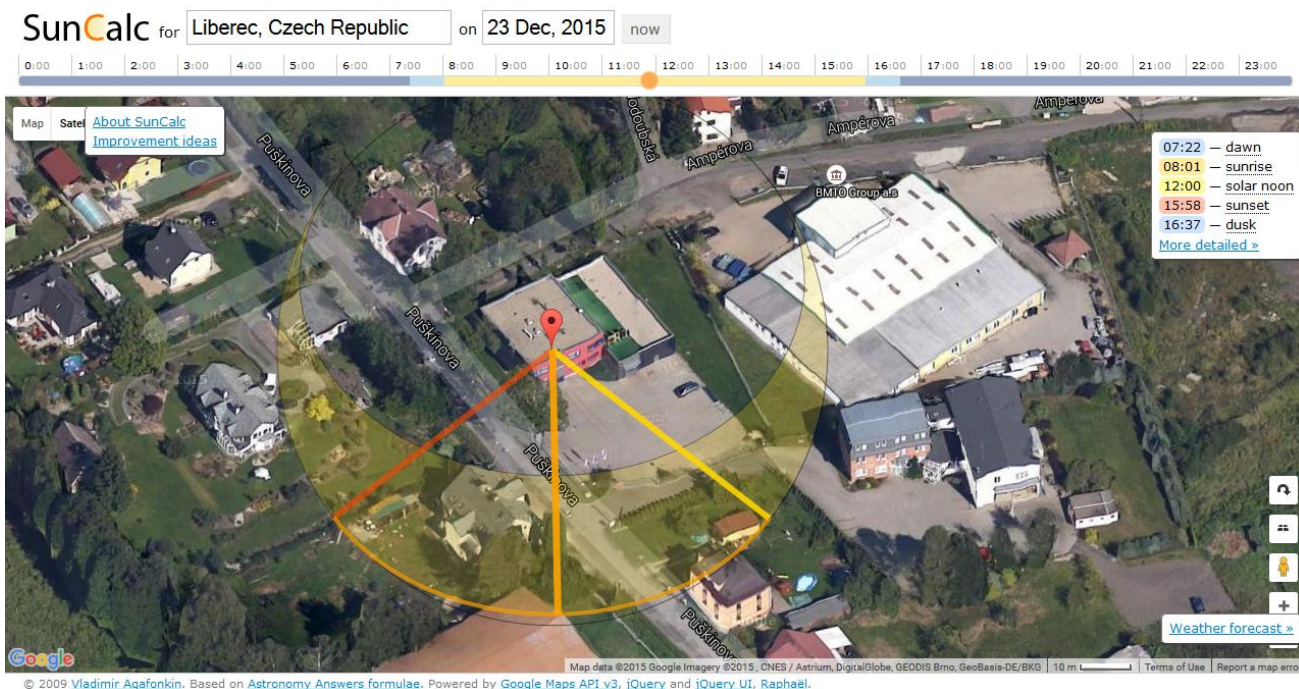 SunCalc for Liberec, Czech Republic on 23 Dec, 2015 now
0:00 1:00 2:00 3:00 4:00 5:00 6:00 7:00 8:00 9:00 10:00 11:00 12:00 13:00 14:00 15:00 16:00 17:00 18:00 19:00 20:00 21:00 22:00 23:00
Map Satel
About SunCalc
Improvement ideas
Ampérova
Ampérova
Ampérova
Puškinova
BMTO Group a.s
07:22 — dawn
08:01 — sunrise
12:00 — solar noon
15:58 — sunset
16:37 — dusk
More detailed »
Puškinova
Puškinova
Puškinova
Weather forecast »
Google
Map data ©2015 Google Imagery ©2015 , CNES / Astrium, DigitalGlobe, GEODIS Brno, GeoBasis-DE/BKG 10 m Terms of Use Report a map erro
© 2009 Vladimir Agafonkin. Based on Astronomy Answers formulae. Powered by Google Maps API v3, jQuery and jQuery UI, Raphaël.